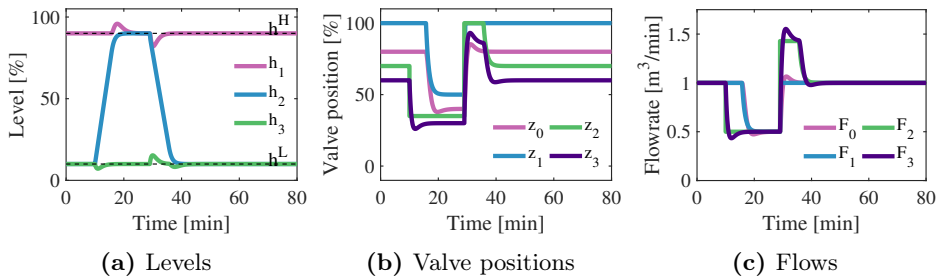 100
50
0
Level [%]
h^H
h_1
h_2
h_3
h^L
0 20 40 60 80
Time [min]
(a) Levels
100
50
0
Valve position [%]
z_0 z_2
z_1 z_3
0 20 40 60 80
Time [min]
(b) Valve positions
1.5
1
0.5
0
Flowrate [m^3/min]
F_0 F_2
F_1 F_3
0 20 40 60 80
Time [min]
(c) Flows